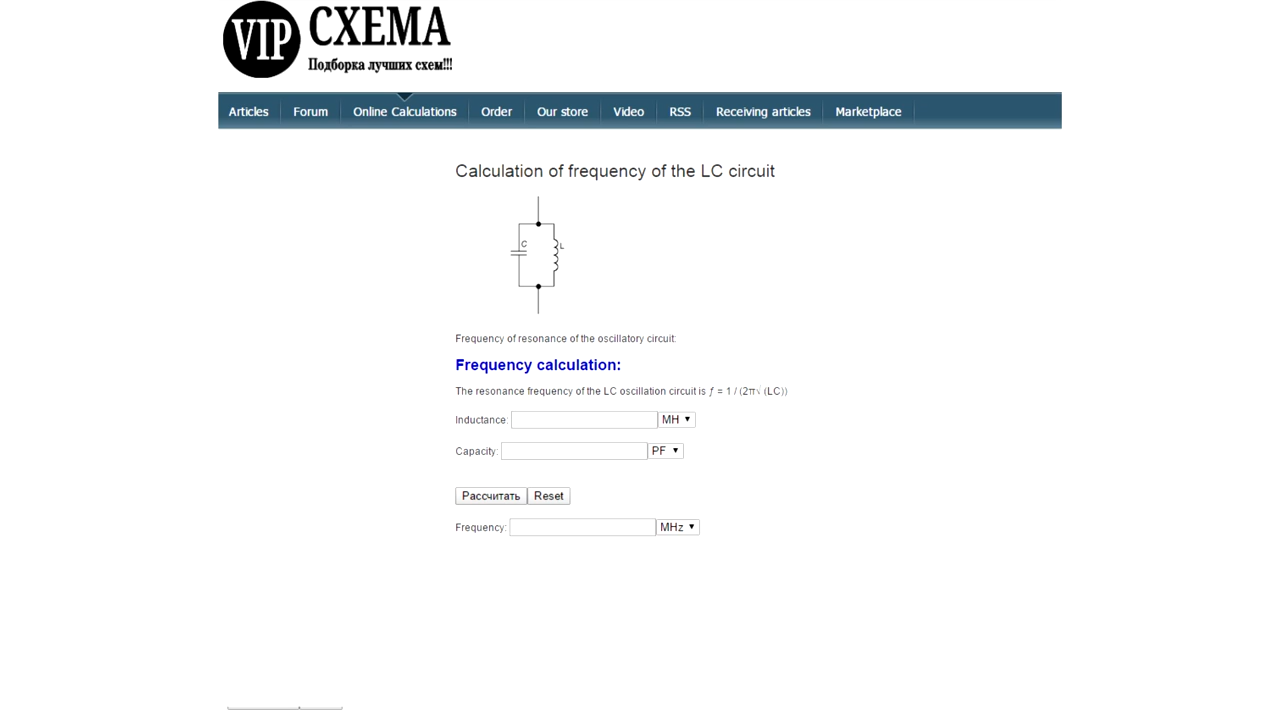 VIP СХЕМА
Подборка лучших схем!!!
Articles Forum Online Calculations Order Our store Video RSS Receiving articles Marketplace
Calculation of frequency of the LC circuit
C
L
Frequency of resonance of the oscillatory circuit:
Frequency calculation:
The resonance frequency of the LC oscillation circuit is ƒ = 1 / (2π√ (LC))
Inductance: MH
Capacity: PF
Рассчитать Reset
Frequency: MHz